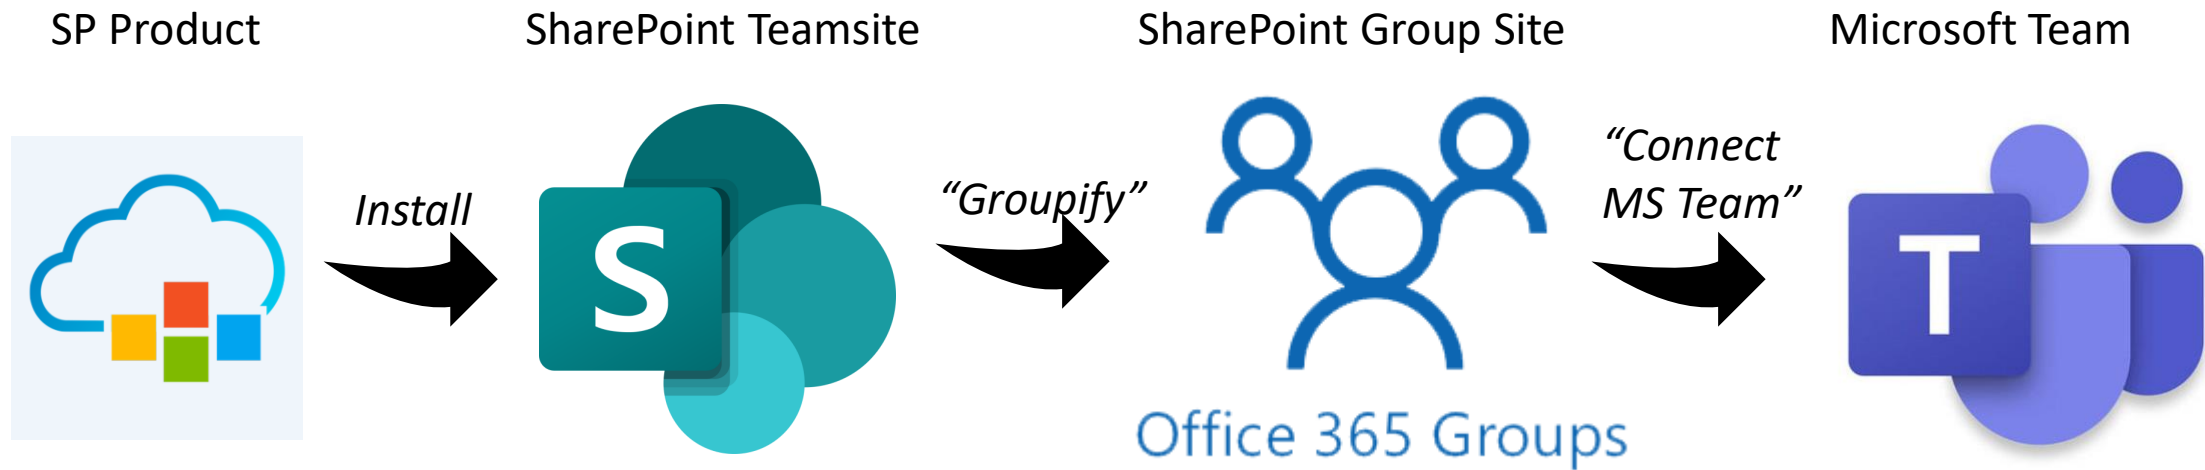 SP Product
SharePoint Teamsite
SharePoint Group Site
Microsoft Team
Install
“Groupify”
“Connect
MS Team”
S
T
Office 365 Groups